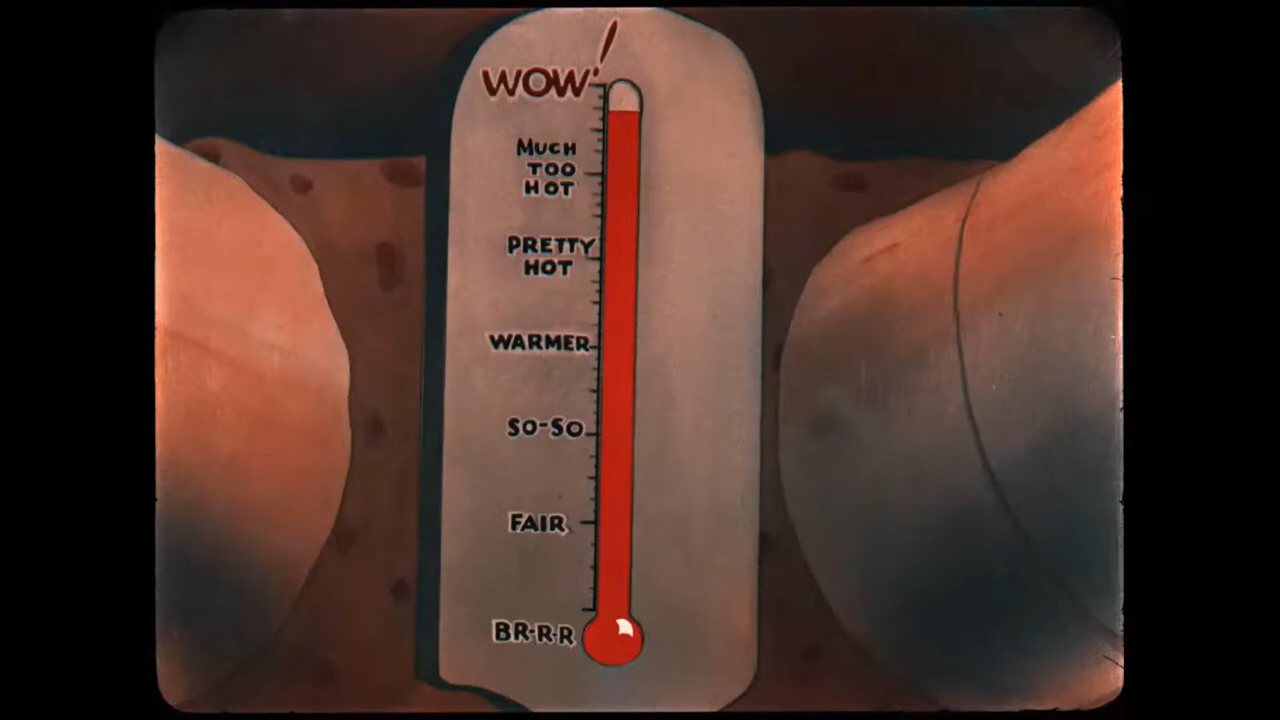 WOW!
MUCH
TOO
HOT
PRETTY
HOT
WARMER
SO-SO
FAIR
BR-R-R